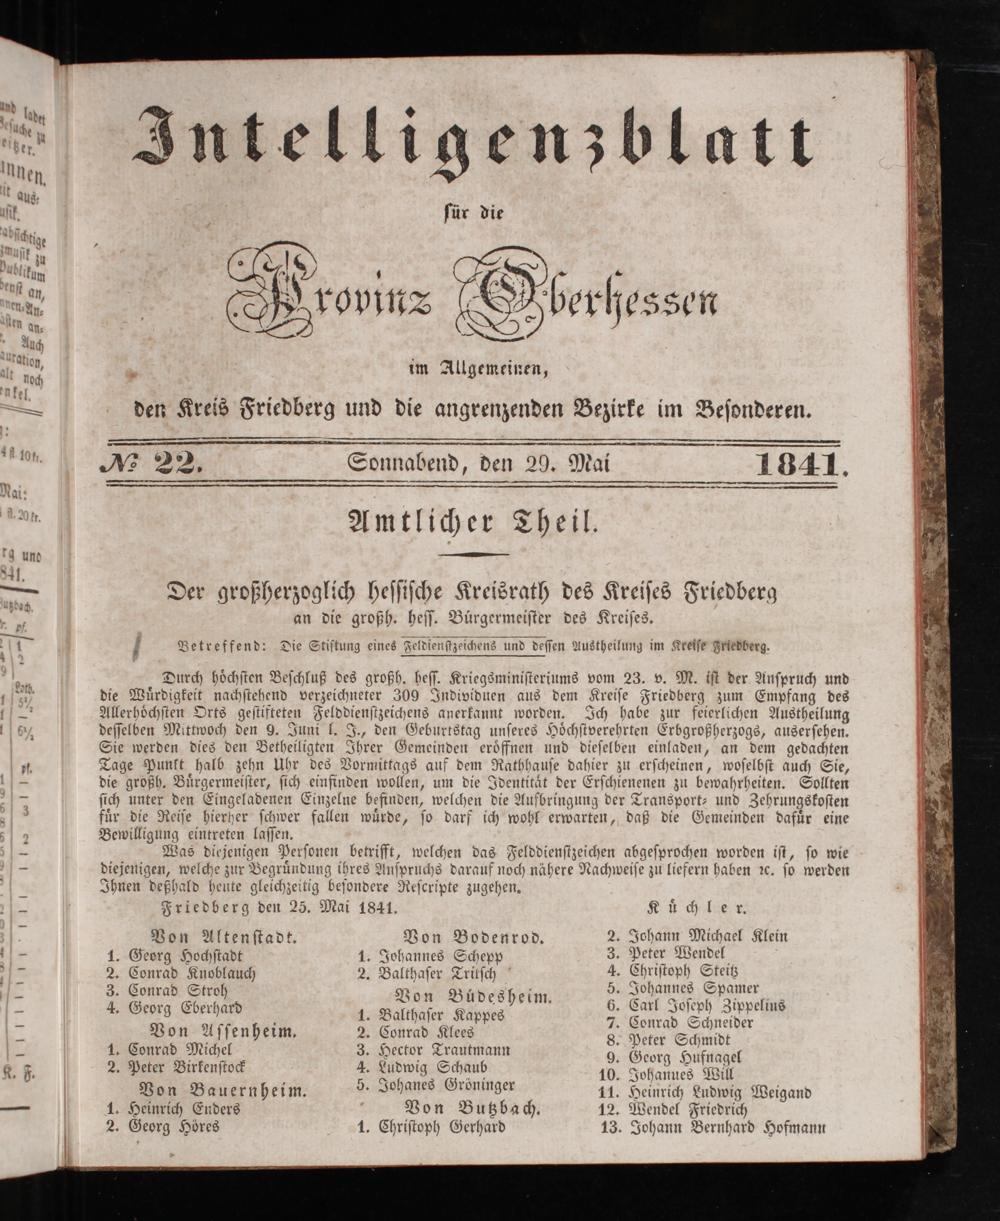 Intelligenzblatt
für die
Provinz Oberhessen
im Allgemeinen,
den Kreis Friedberg und die angrenzenden Bezirke im Besonderen.
№ 22. Sonnabend, den 29. Mai 1841.
Amtlicher Theil.
Der großherzoglich hessische Kreisrath des Kreises Friedberg
an die großh. hess. Bürgermeister des Kreises.
Betreffend: Die Stiftung eines Feldienstzeichens und dessen Austheilung im Kreise Friedberg.
Durch höchsten Beschluß des großh. hess. Kriegsministeriums vom 23. v. M. ist der Anspruch und
die Würdigkeit nachstehend verzeichneter 309 Individuen aus dem Kreise Friedberg zum Empfang des
Allerhöchsten Orts gestifteten Felddienstzeichens anerkannt worden. Ich habe zur feierlichen Austheilung
desselben Mittwoch den 9. Juni l. J., den Geburtstag unseres Höchstverehrten Erbgroßherzogs, ausersehen.
Sie werden dies den Betheiligten Ihrer Gemeinden eröffnen und dieselben einladen, an dem gedachten
Tage Punkt halb zehn Uhr des Vormittags auf dem Rathhause dahier zu erscheinen, woselbst auch Sie,
die großh. Bürgermeister, sich einfinden wollen, um die Identität der Erschienenen zu bewahrheiten. Sollten
sich unter den Eingeladenen Einzelne befinden, welchen die Aufbringung der Transport- und Zehrungskosten
für die Reise hierher schwer fallen würde, so darf ich wohl erwarten, daß die Gemeinden dafür eine
Bewilligung eintreten lassen.
Was diejenigen Personen betrifft, welchen das Felddienstzeichen abgesprochen worden ist, so wie
diejenigen, welche zur Begründung ihres Anspruchs darauf noch nähere Nachweise zu liefern haben ꝛc. so werden
Ihnen deßhald heute gleichzeitig besondere Rescripte zugehen.
Friedberg den 25. Mai 1841. Küchler.
Von Altenstadt.
1. Georg Hochstadt
2. Conrad Knoblauch
3. Conrad Stroh
4. Georg Eberhard
Von Assenheim.
1. Conrad Michel
2. Peter Birkenstock
Von Bauernheim.
1. Heinrich Enders
2. Georg Höres
Von Bodenrod.
1. Johannes Schepp
2. Balthaser Tritsch
Von Büdesheim.
1. Balthaser Kappes
2. Conrad Klees
3. Hector Trautmann
4. Ludwig Schaub
5. Johanes Gröninger
Von Butzbach.
1. Christoph Gerhard
2. Johann Michael Klein
3. Peter Wendel
4. Christoph Steitz
5. Johannes Spamer
6. Carl Joseph Zippelius
7. Conrad Schneider
8. Peter Schmidt
9. Georg Hufnagel
10. Johannes Will
11. Heinrich Ludwig Weigand
12. Wendel Friedrich
13. Johann Bernhard Hofmann